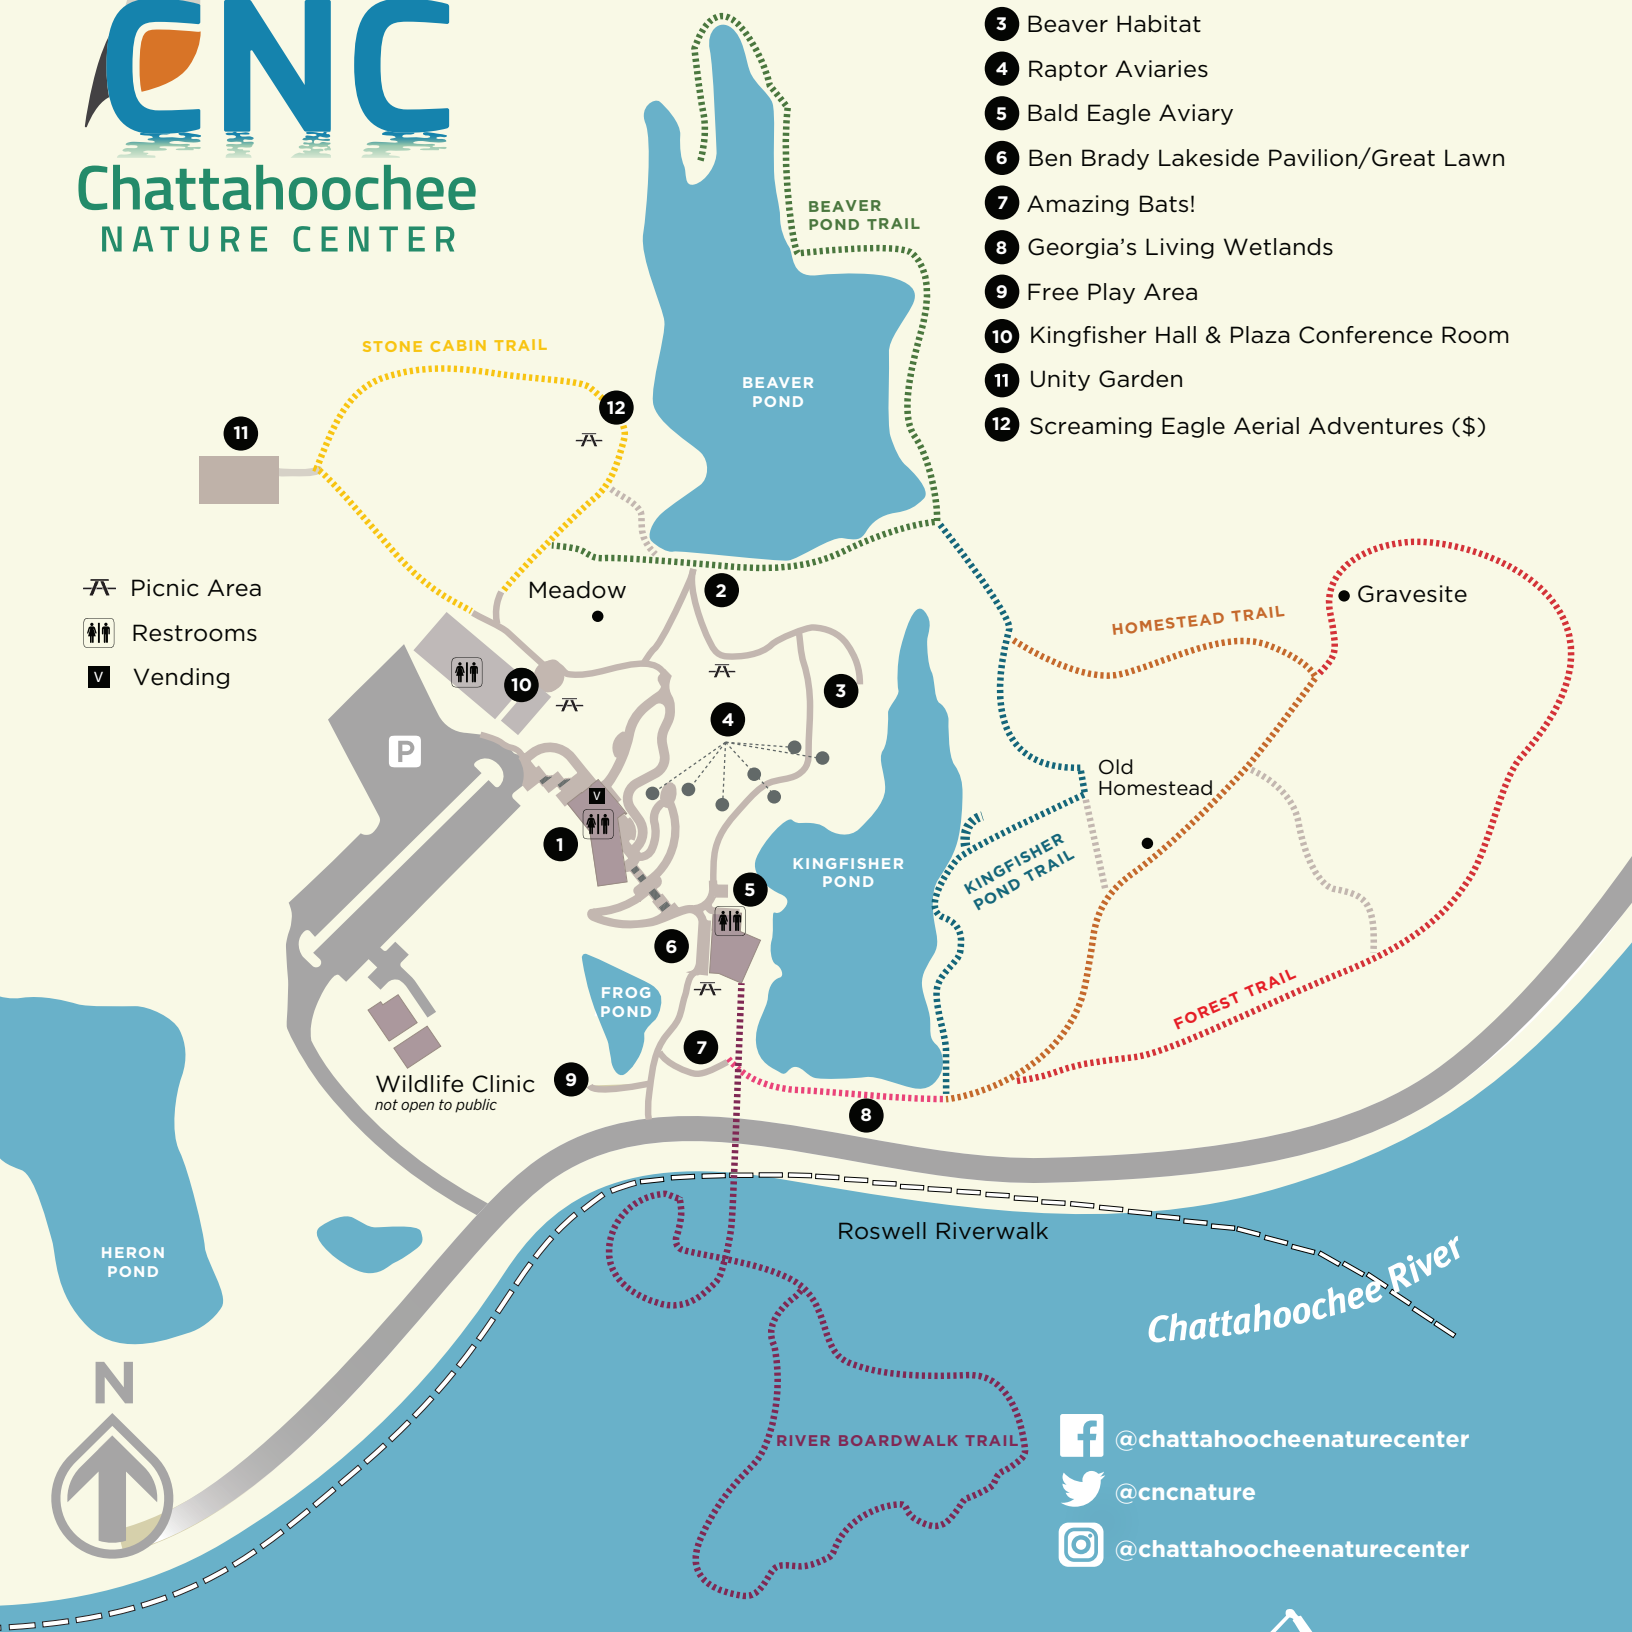 CNC
Chattahoochee
NATURE CENTER
3 Beaver Habitat
4 Raptor Aviaries
5 Bald Eagle Aviary
6 Ben Brady Lakeside Pavilion/Great Lawn
7 Amazing Bats!
8 Georgia’s Living Wetlands
9 Free Play Area
10 Kingfisher Hall & Plaza Conference Room
11 Unity Garden
12 Screaming Eagle Aerial Adventures ($)
BEAVER
POND TRAIL
STONE CABIN TRAIL
BEAVER
POND
12
11
Picnic Area
Restrooms
V Vending
Meadow
2
HOMESTEAD TRAIL
Gravesite
10
3
4
P
Old
Homestead
V
1
KINGFISHER
POND
KINGFISHER
POND TRAIL
5
6
FROG
POND
FOREST TRAIL
7
9
Wildlife Clinic
not open to public
8
Roswell Riverwalk
HERON
POND
Chattahoochee River
N
RIVER BOARDWALK TRAIL
@chattahoocheenaturecenter
@cncnature
@chattahoocheenaturecenter